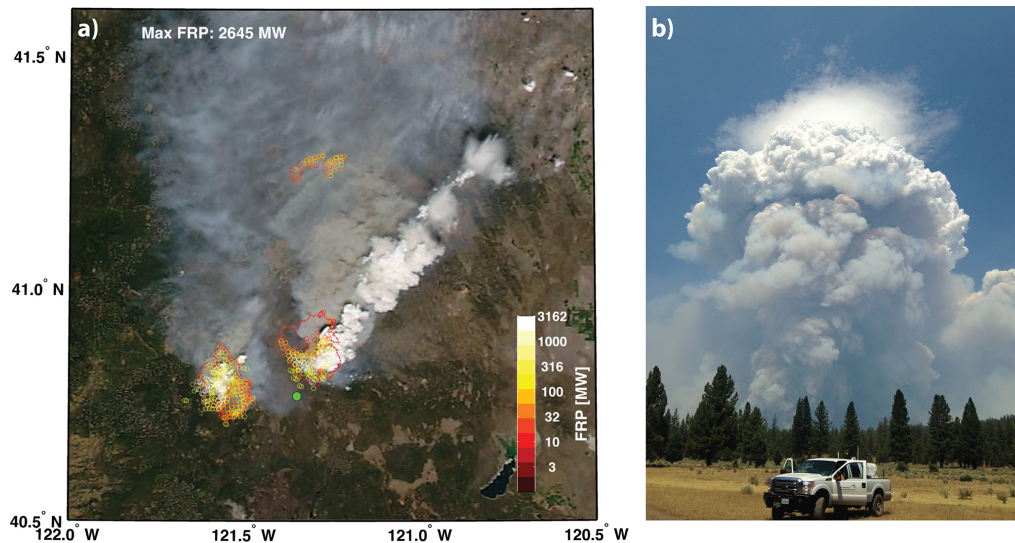 a)
Max FRP: 2645 MW
b)
41.5° N
41.0° N
40.5° N
122.0° W
121.5° W
121.0° W
120.5° W
3162
1000
316
100
32
10
3
FRP [MW]